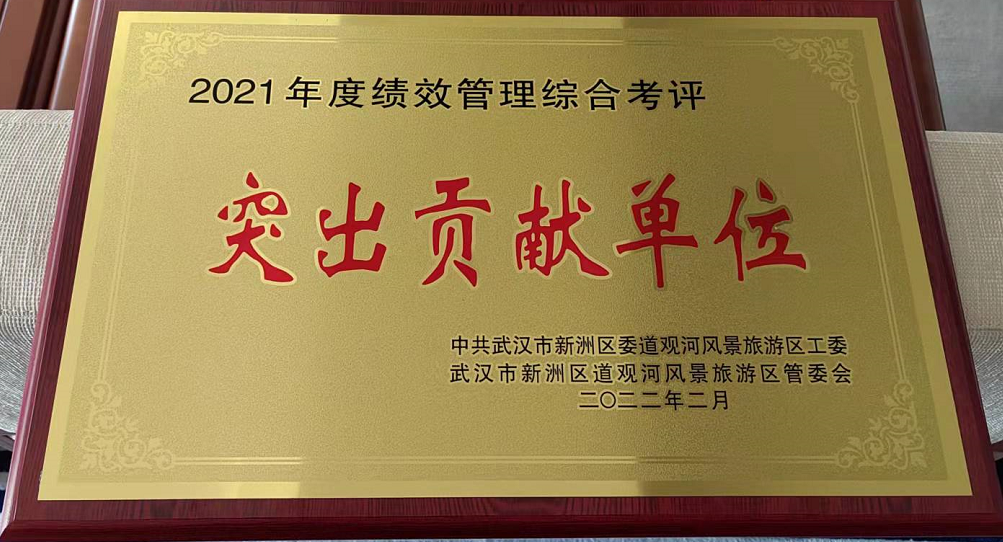 2021年度绩效管理综合考评
突出贡献单位
中共武汉市新洲区委道观河风景旅游区工委
武汉市新洲区道观河风景旅游区管委会
二〇二二年二月